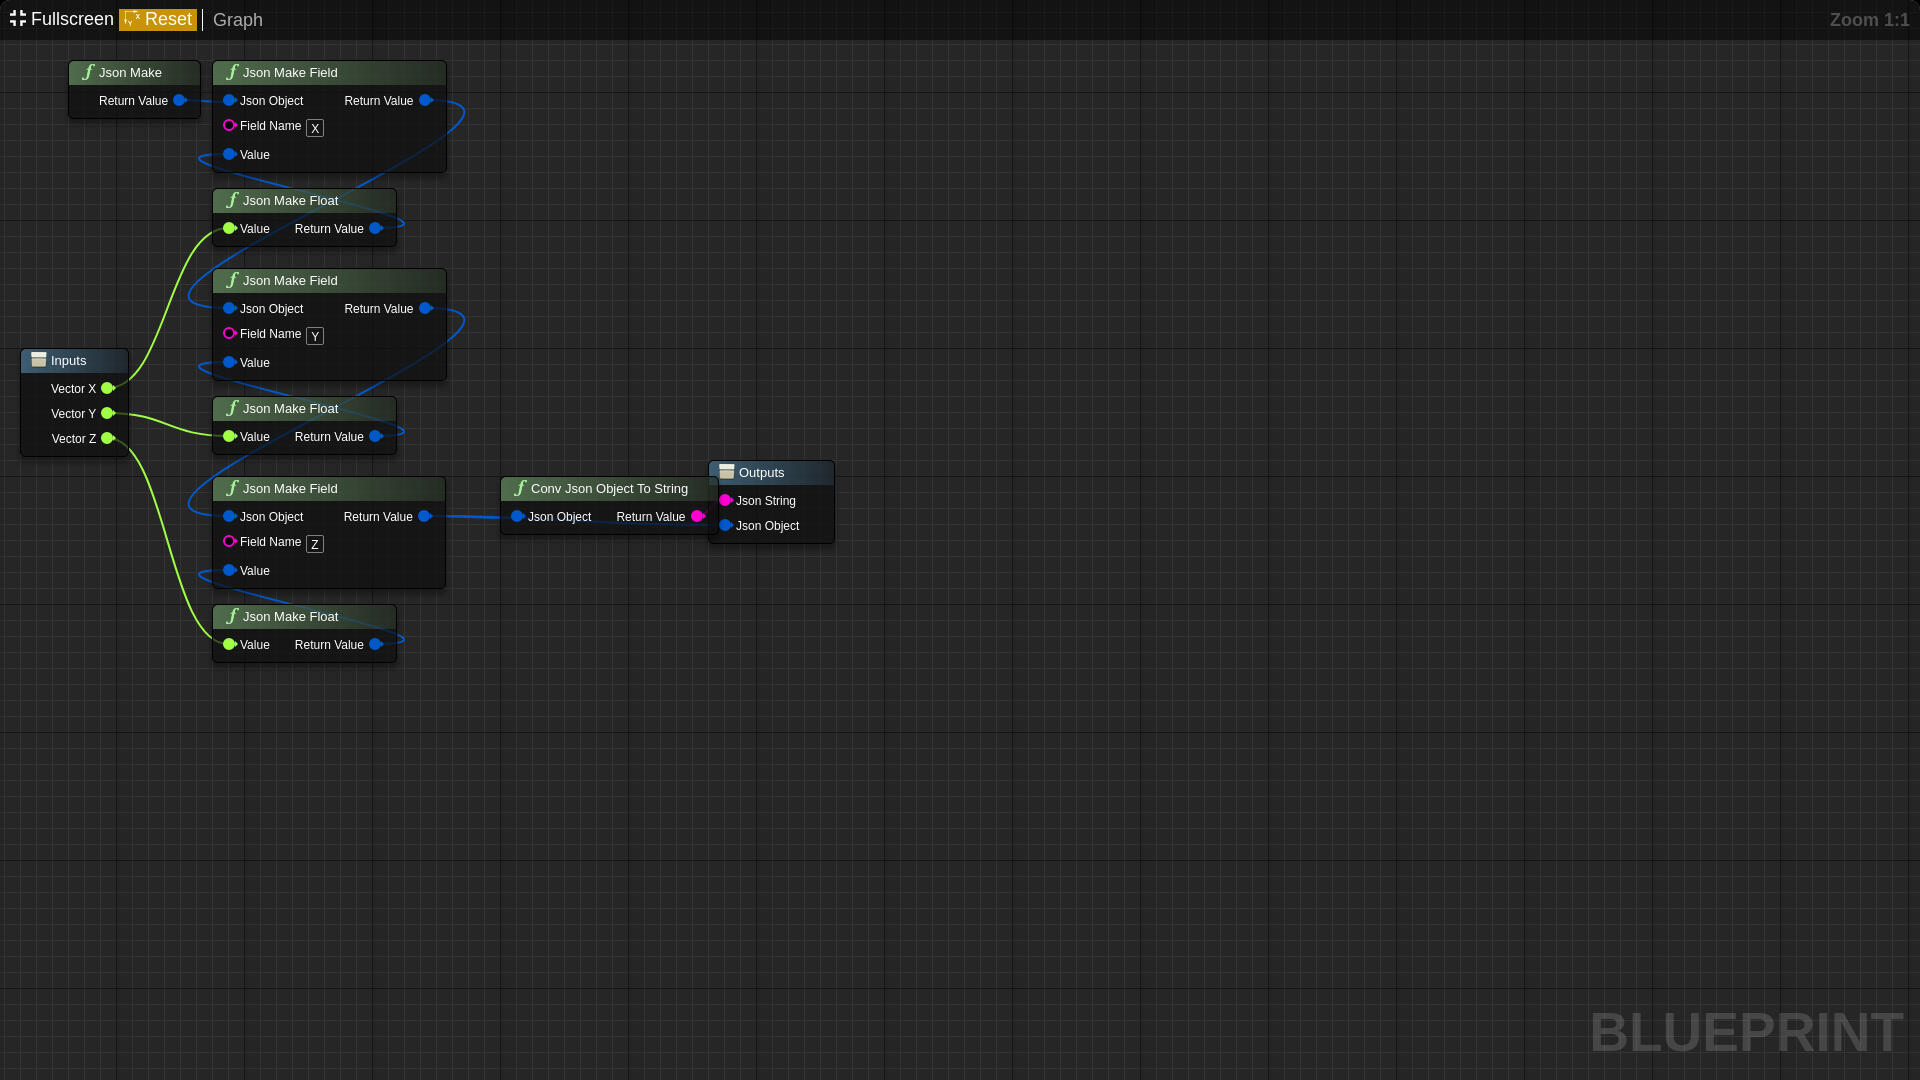 Fullscreen Reset Graph Zoom 1:1
Json Make
Return Value
Json Make Field
Json Object Return Value
Field Name X
Value
Json Make Float
Value Return Value
Json Make Field
Json Object Return Value
Field Name Y
Value
Inputs
Vector X
Vector Y
Vector Z
Json Make Float
Value Return Value
Json Make Field
Json Object Return Value
Field Name Z
Value
Conv Json Object To String
Json Object Return Value
Outputs
Json String
Json Object
Json Make Float
Value Return Value
BLUEPRINT